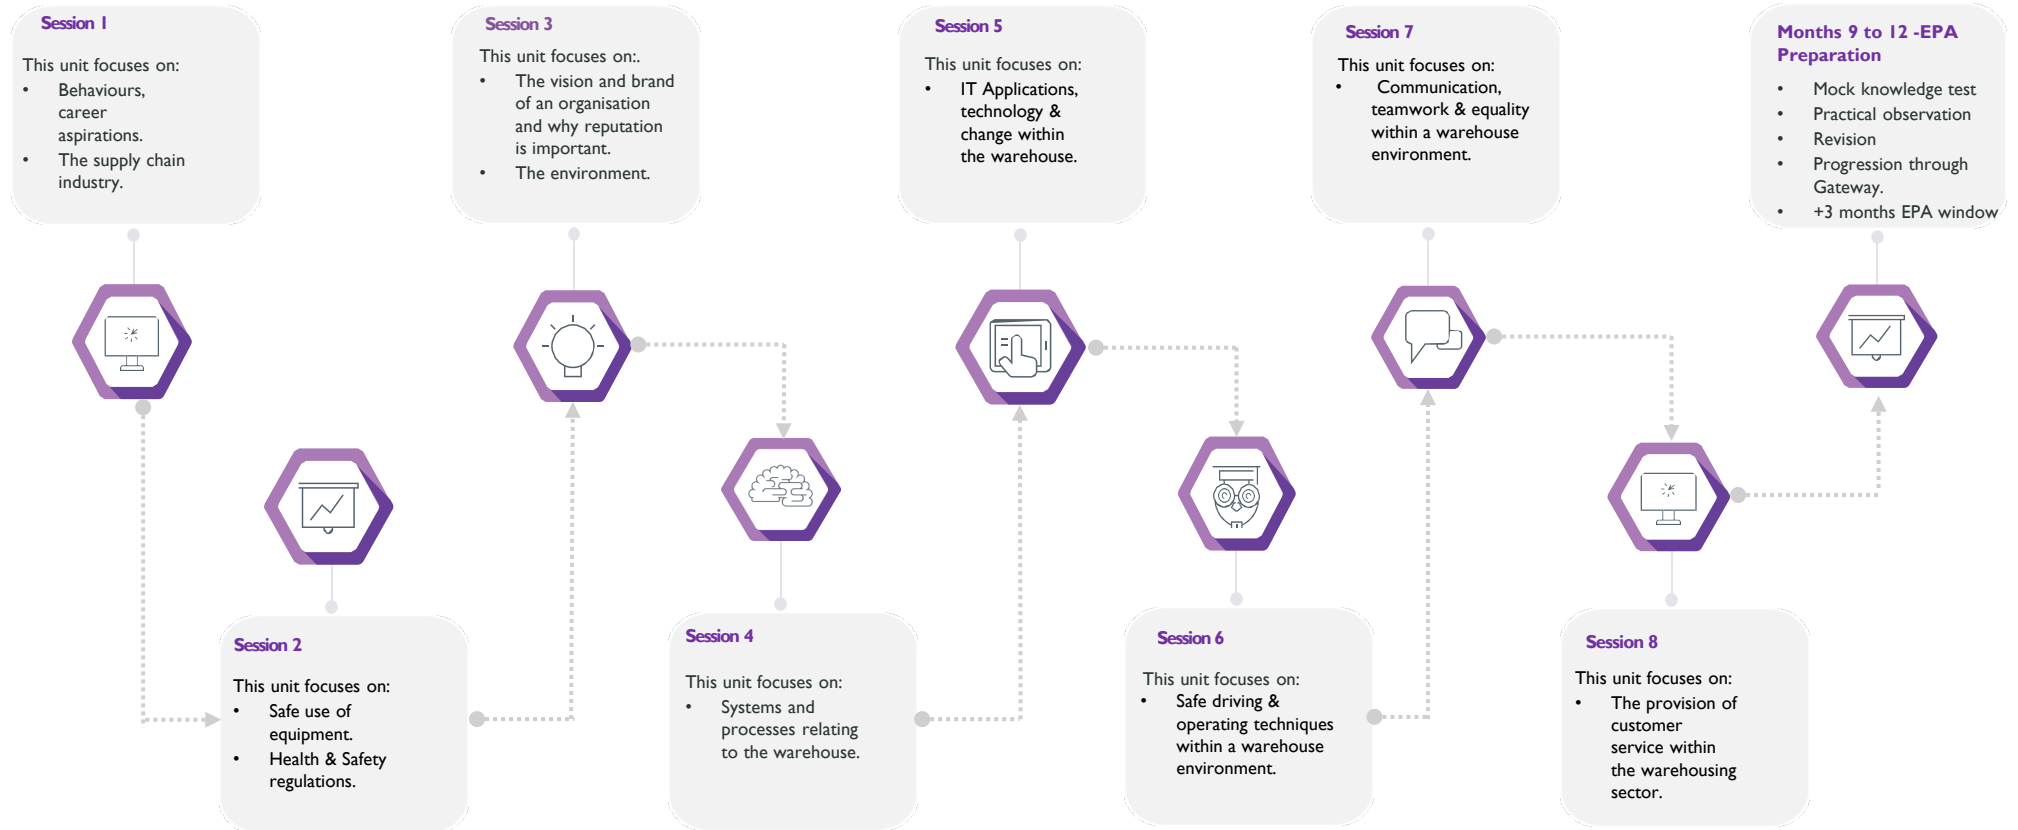 Session 1
This unit focuses on:
• Behaviours,
career
aspirations.
• The supply chain
industry.
Session 2
This unit focuses on:
• Safe use of
equipment.
• Health & Safety
regulations.
Session 3
This unit focuses on:.
• The vision and brand
of an organisation
and why reputation
is important.
• The environment.
Session 4
This unit focuses on:
• Systems and
processes relating
to the warehouse.
Session 5
This unit focuses on:
• IT Applications,
technology &
change within
the warehouse.
Session 6
This unit focuses on:
• Safe driving &
operating techniques
within a warehouse
environment.
Session 7
This unit focuses on:
• Communication,
teamwork & equality
within a warehouse
environment.
Session 8
This unit focuses on:
• The provision of
customer
service within
the warehousing
sector.
Months 9 to 12 -EPA
Preparation
• Mock knowledge test
• Practical observation
• Revision
• Progression through
Gateway.
• +3 months EPA window